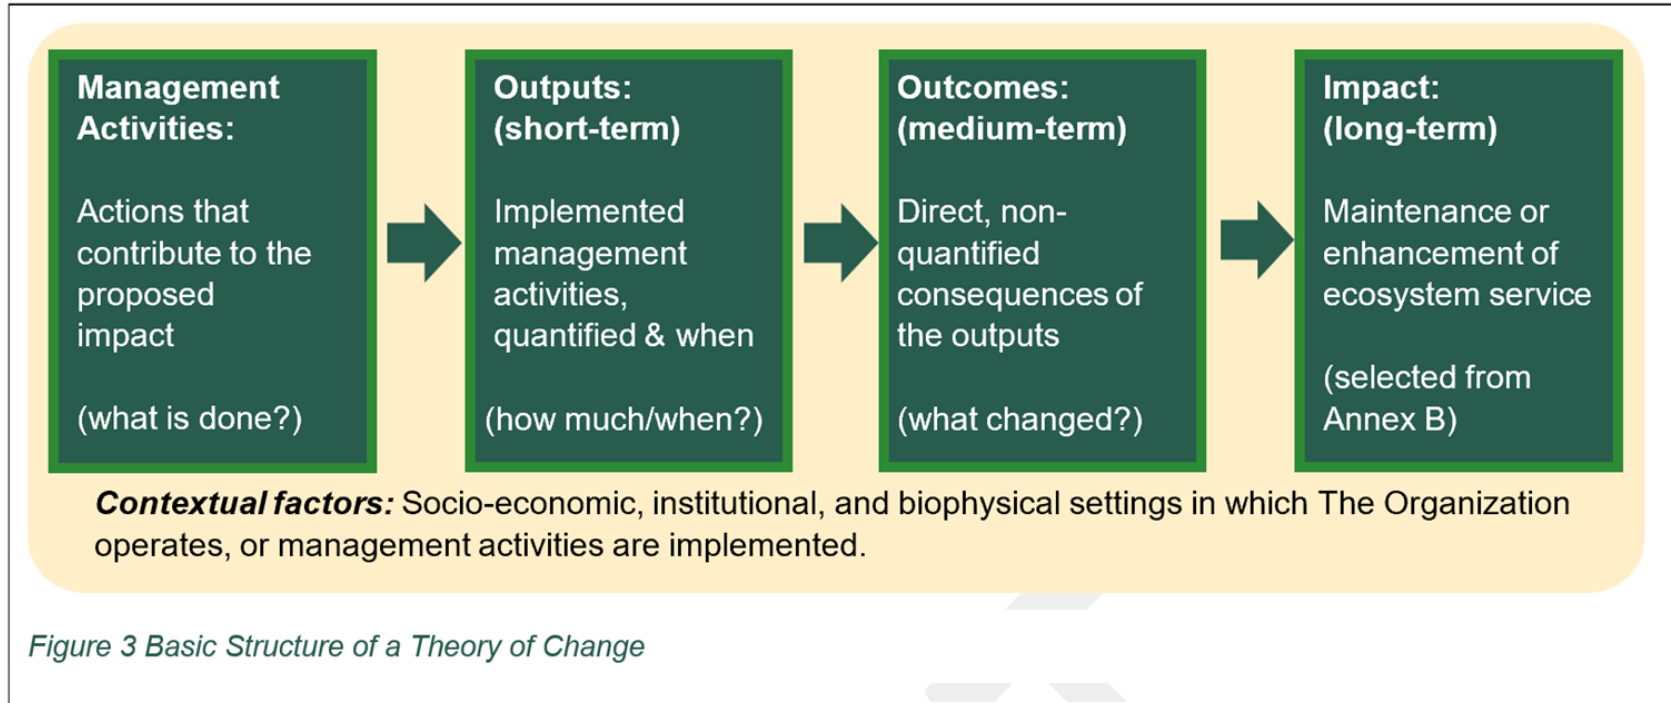 Management
Activities:
Actions that
contribute to the
proposed
impact
(what is done?)
Outputs:
(short-term)
Implemented
management
activities,
quantified & when
(how much/when?)
Outcomes:
(medium-term)
Direct, non-
quantified
consequences of
the outputs
(what changed?)
Impact:
(long-term)
Maintenance or
enhancement of
ecosystem service
(selected from
Annex B)
Contextual factors: Socio-economic, institutional, and biophysical settings in which The Organization
operates, or management activities are implemented.
Figure 3 Basic Structure of a Theory of Change